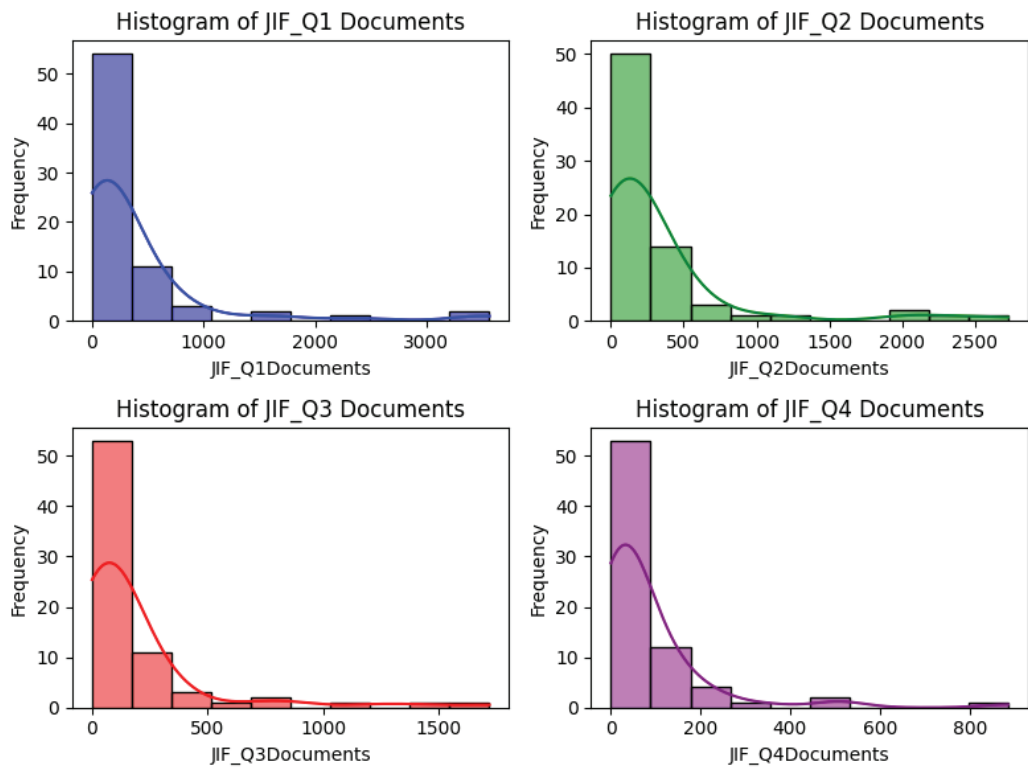 Histogram of JIF_Q1 Documents
Frequency
50
40
30
20
10
0
0 1000 2000 3000
JIF_Q1Documents
Histogram of JIF_Q2 Documents
Frequency
50
40
30
20
10
0
0 500 1000 1500 2000 2500
JIF_Q2Documents
Histogram of JIF_Q3 Documents
Frequency
50
40
30
20
10
0
0 500 1000 1500
JIF_Q3Documents
Histogram of JIF_Q4 Documents
Frequency
50
40
30
20
10
0
0 200 400 600 800
JIF_Q4Documents